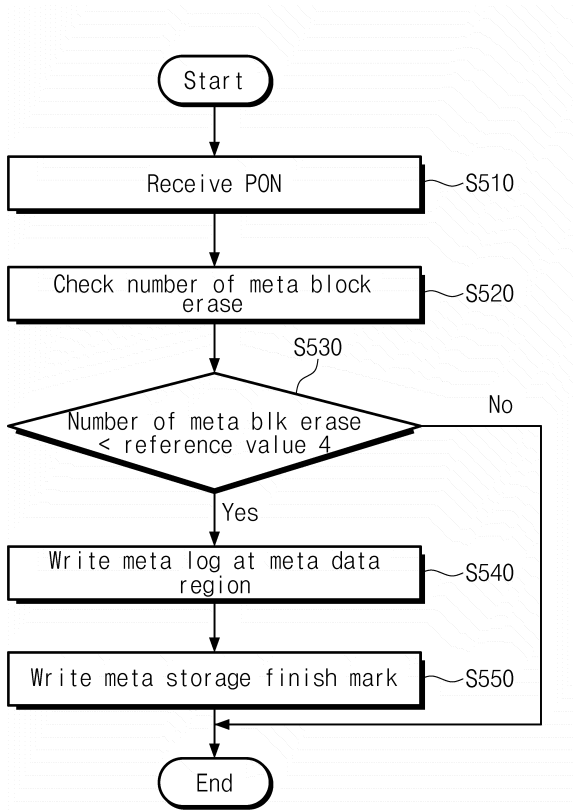 Start
Receive PON
S510
Check number of meta block
erase
S520
S530
Number of meta blk erase
< reference value 4
No
Yes
Write meta log at meta data
region
S540
Write meta storage finish mark
S550
End